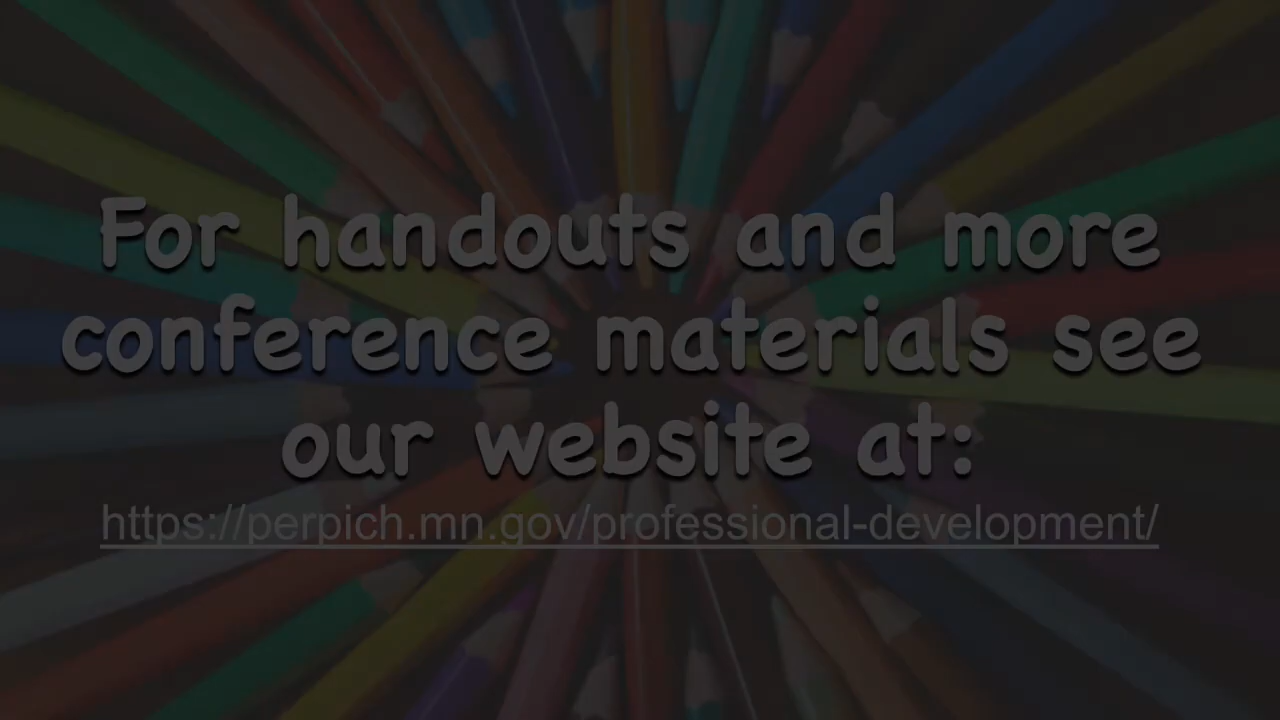 For handouts and more
conference materials see
our website at:
https://perpich.mn.gov/professional-development/